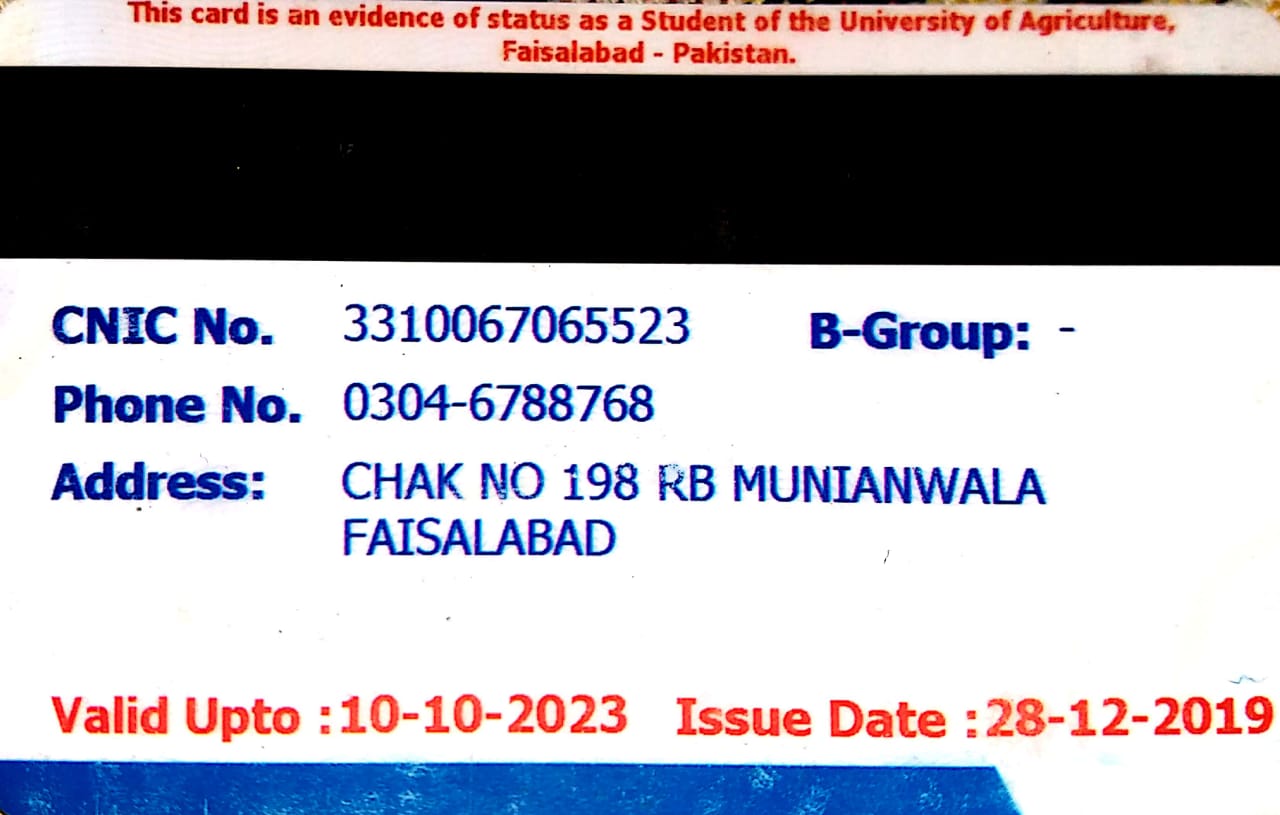 This card is an evidence of status as a Student of the University of Agriculture,
Faisalabad - Pakistan.
CNIC No. 3310067065523 B-Group: -
Phone No. 0304-6788768
Address: CHAK NO 198 RB MUNIANWALA
FAISALABAD
Valid Upto :10-10-2023 Issue Date :28-12-2019